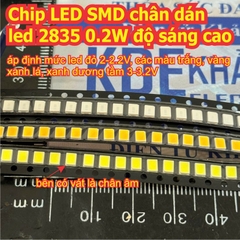 Chip LED SMD chân dán
led 2835 0.2W độ sáng cao
áp định mức led đỏ 2-2.2V các màu trắng, vàng
xanh lá, xanh dương tầm 3-3.2V
bên có vát là chân âm